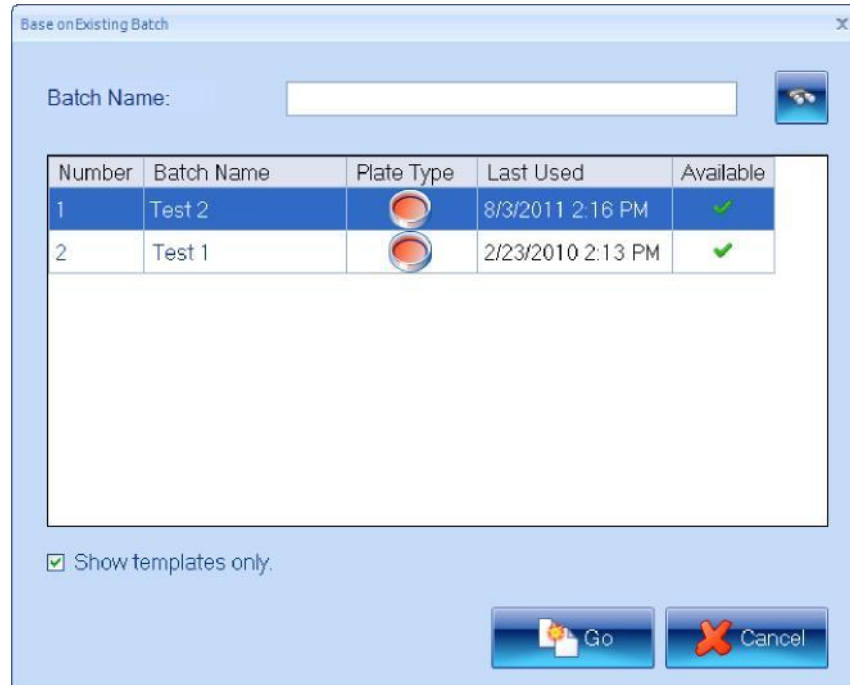 Base on Existing Batch
Batch Name:
Number Batch Name Plate Type Last Used Available
1 Test 2 8/3/2011 2:16 PM
2 Test 1 2/23/2010 2:13 PM
Show templates only.
Go Cancel